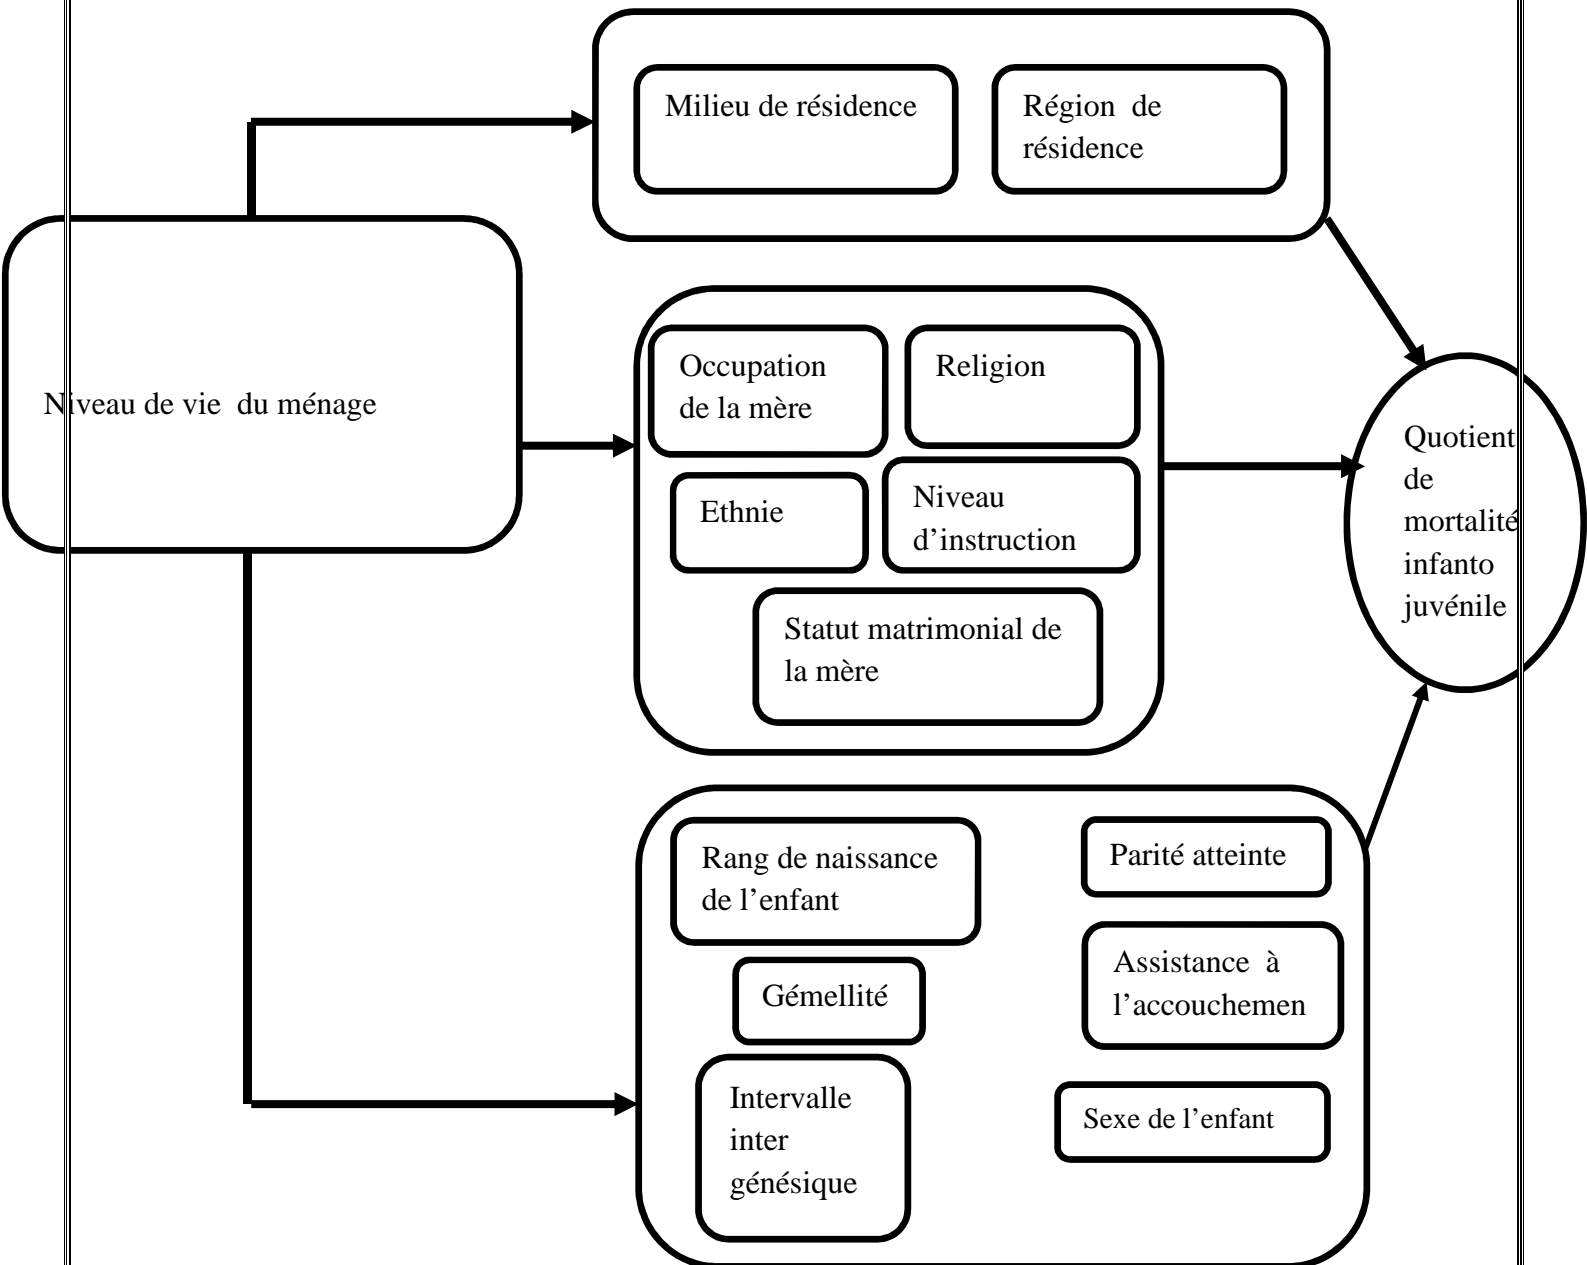 Milieu de résidence
Région de
résidence
Niveau de vie du ménage
Occupation
de la mère
Religion
Ethnie
Niveau
d’instruction
Statut matrimonial de
la mère
Quotient
de
mortalité
infanto
juvénile
Rang de naissance
de l’enfant
Parité atteinte
Gémellité
Assistance à
l’accouchemen
Intervalle
inter
génésique
Sexe de l’enfant